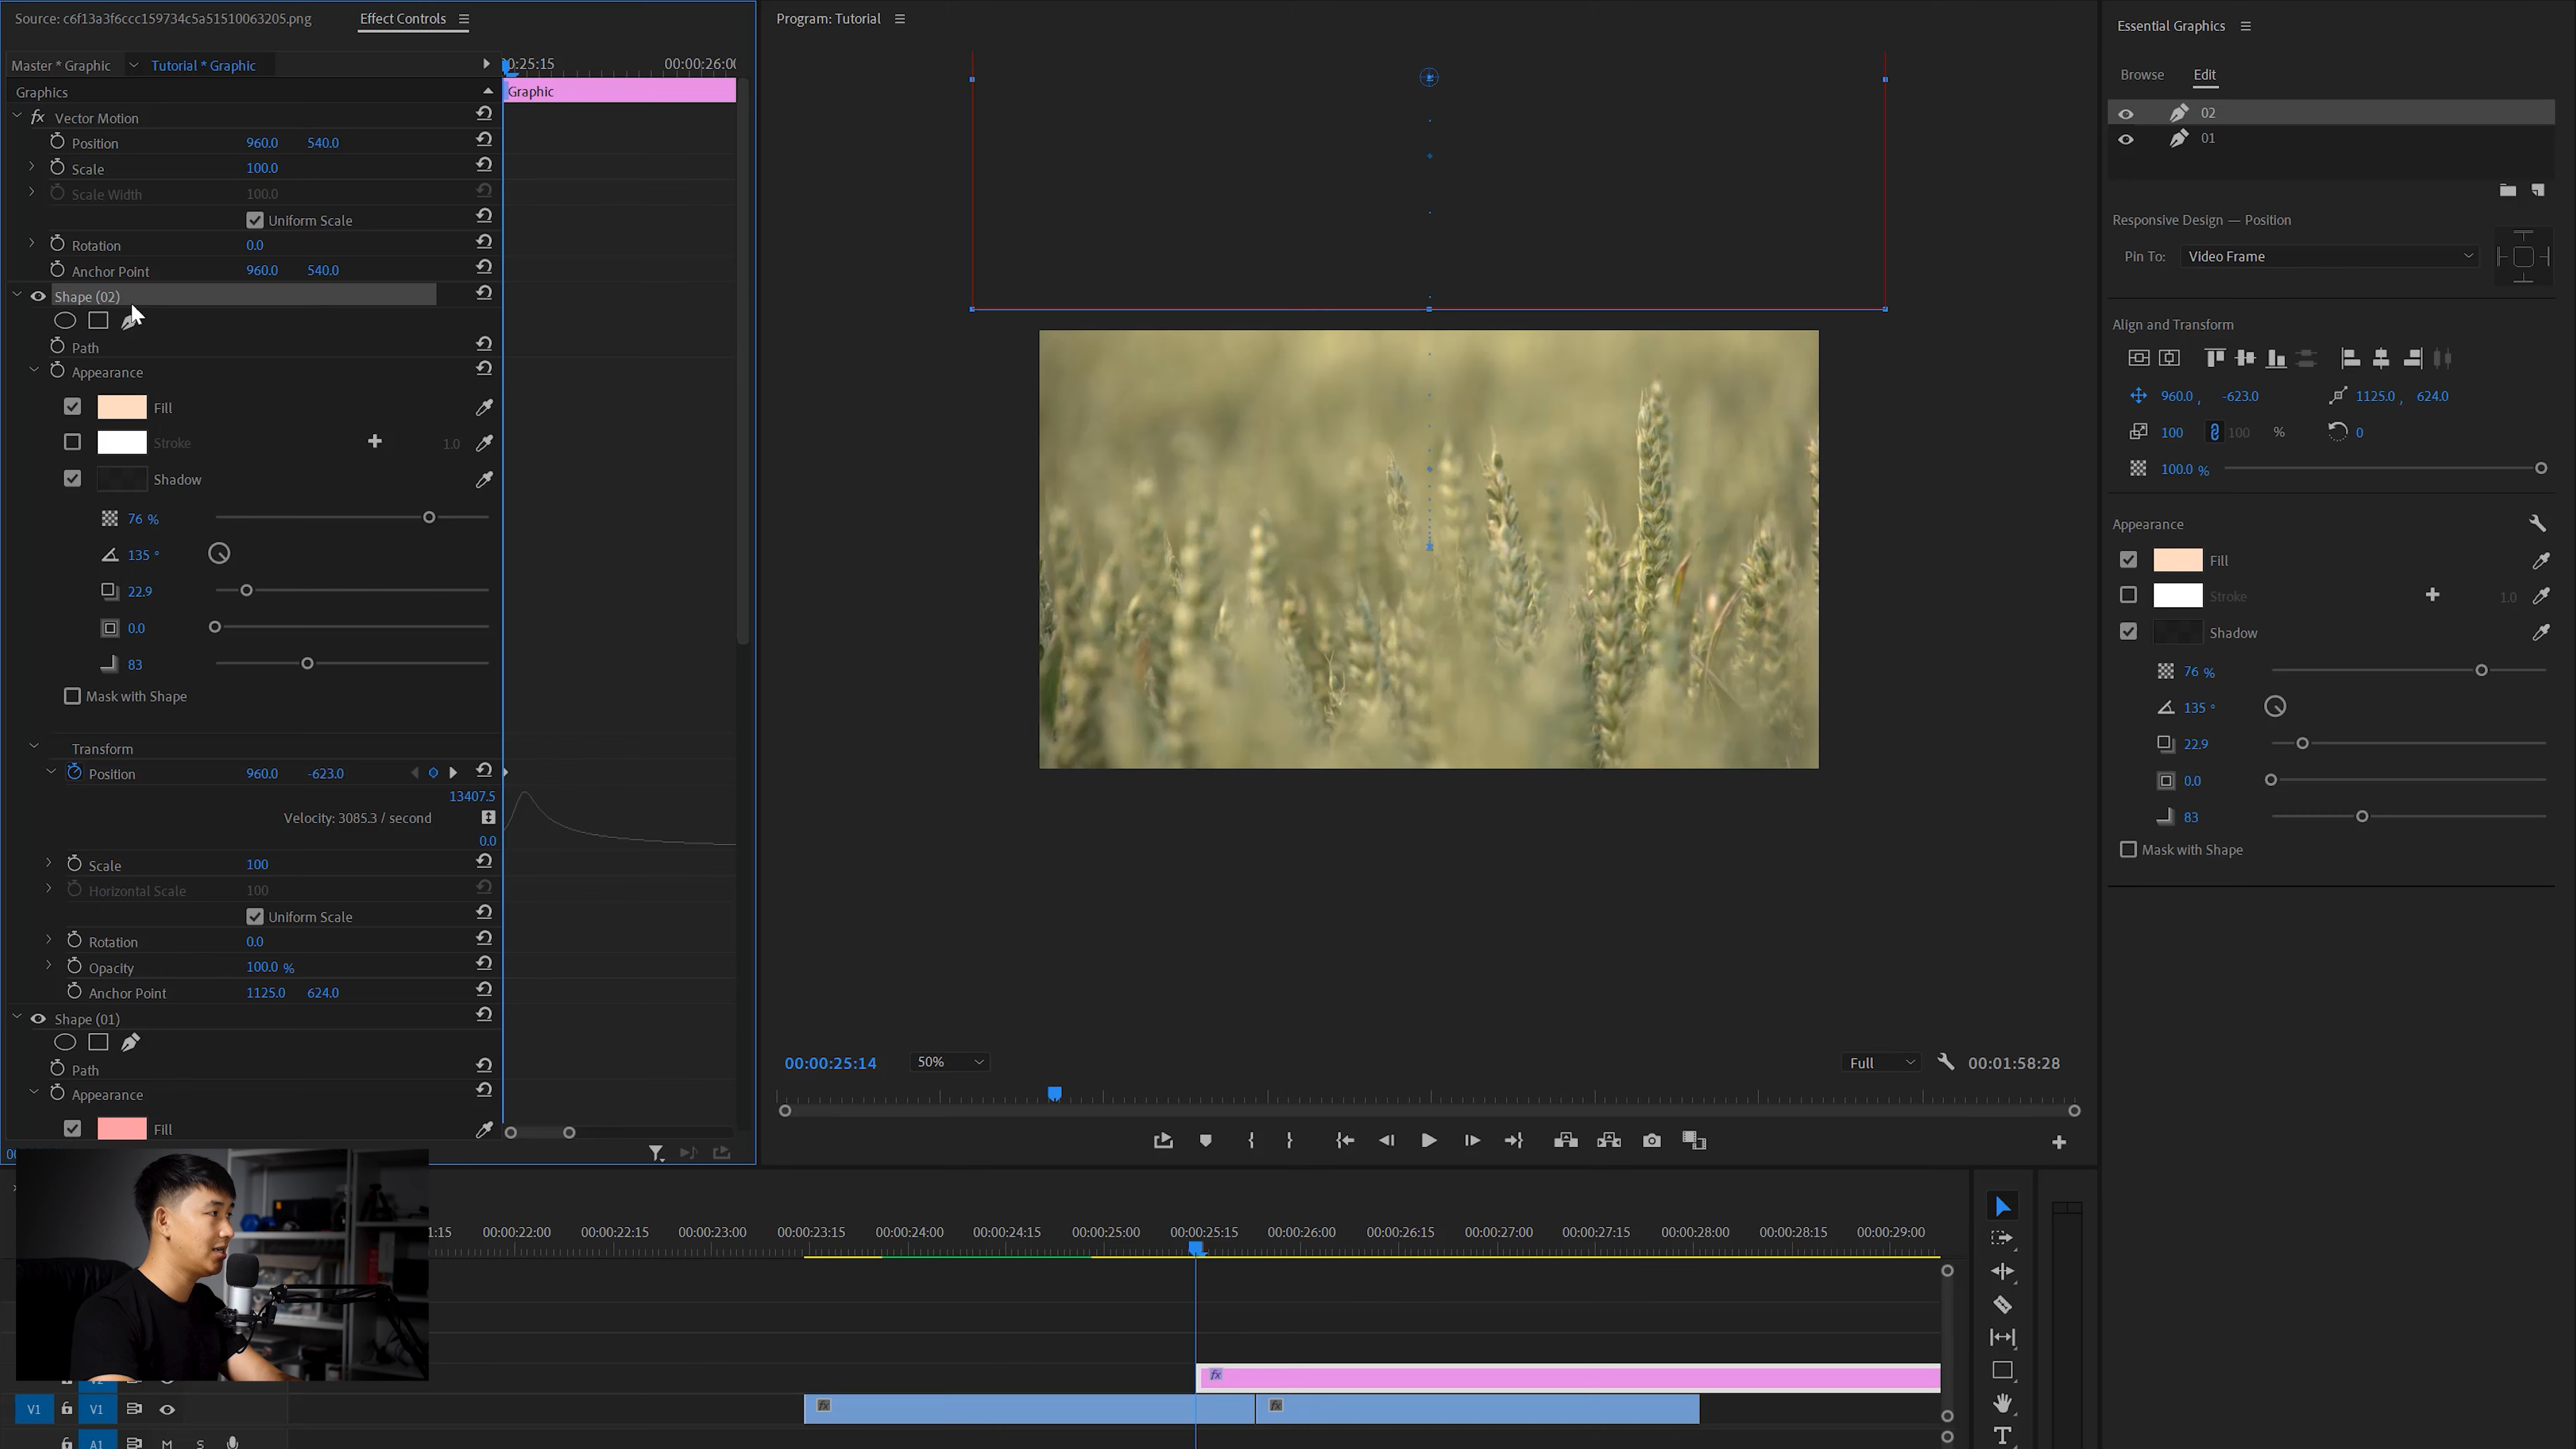 Source: c6f13a3f6ccc159734c5a51510063205.png
Effect Controls
Master * Graphic
Tutorial * Graphic
:25:15
00:00:26:0
Graphics
Graphic
fx Vector Motion
Position 960.0 540.0
Scale 100.0
Scale Width 100.0
Uniform Scale
Rotation 0.0
Anchor Point 960.0 540.0
Shape (02)
Path
Appearance
Fill
Stroke 1.0
Shadow
76 %
135 °
22.9
0.0
83
Mask with Shape
Transform
Position 960.0 -623.0
13407.5
Velocity: 3085.3 / second
0.0
Scale 100
Horizontal Scale 100
Uniform Scale
Rotation 0.0
Opacity 100.0 %
Anchor Point 1125.0 624.0
Shape (01)
Path
Appearance
Fill
Program: Tutorial
00:00:25:14
50%
Full
00:01:58:28
Essential Graphics
Browse Edit
02
01
Responsive Design — Position
Pin To: Video Frame
Align and Transform
960.0 , -623.0 1125.0 , 624.0
100 100 % 0
100.0 %
Appearance
Fill
Stroke 1.0
Shadow
76 %
135 °
22.9
0.0
83
Mask with Shape
1:15 00:00:22:00 00:00:22:15 00:00:23:00 00:00:23:15 00:00:24:00 00:00:24:15 00:00:25:00 00:00:25:15 00:00:26:00 00:00:26:15 00:00:27:00 00:00:27:15 00:00:28:00 00:00:28:15 00:00:29:00
fx
V1 V1 fx fx
A1 M S